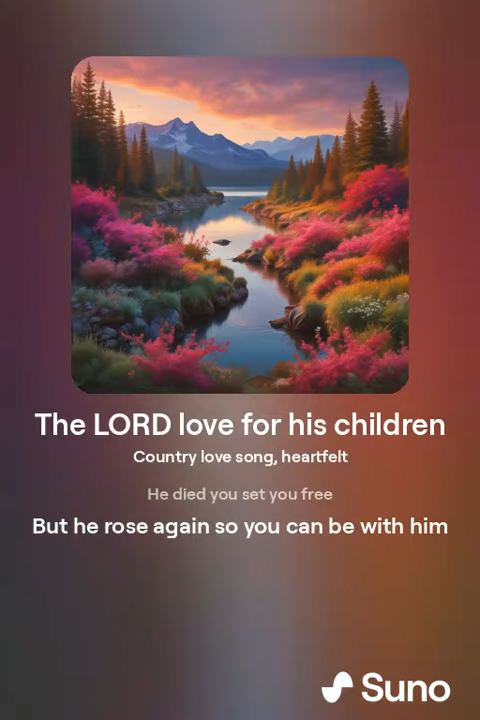 The LORD love for his children
Country love song, heartfelt
He died you set you free
But he rose again so you can be with him
Suno